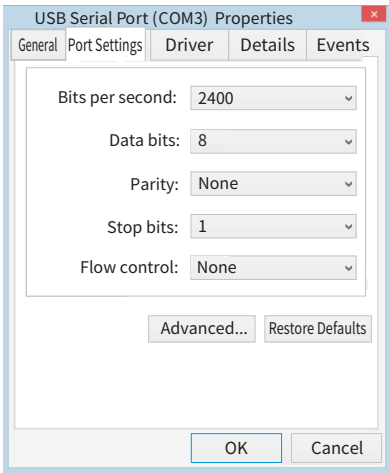 USB Serial Port (COM3) Properties
General Port Settings Driver Details Events
Bits per second: 2400
Data bits: 8
Parity: None
Stop bits: 1
Flow control: None
Advanced... Restore Defaults
OK Cancel